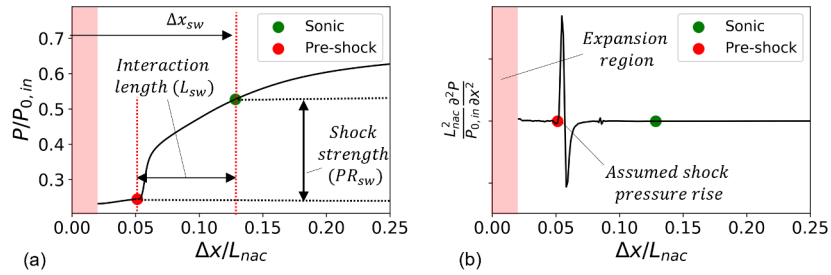 Δx_sw
Sonic
Pre-shock
Interaction
length (L_sw)
Shock
strength
(PR_sw)
P/P_0,in
0.7
0.6
0.5
0.4
0.3
0.00 0.05 0.10 0.15 0.20 0.25
Δx/L_nac
(a)
Sonic
Pre-shock
Expansion
region
Assumed shock
pressure rise
L²_nac ∂²P
P_0,in ∂x²
0.00 0.05 0.10 0.15 0.20 0.25
Δx/L_nac
(b)